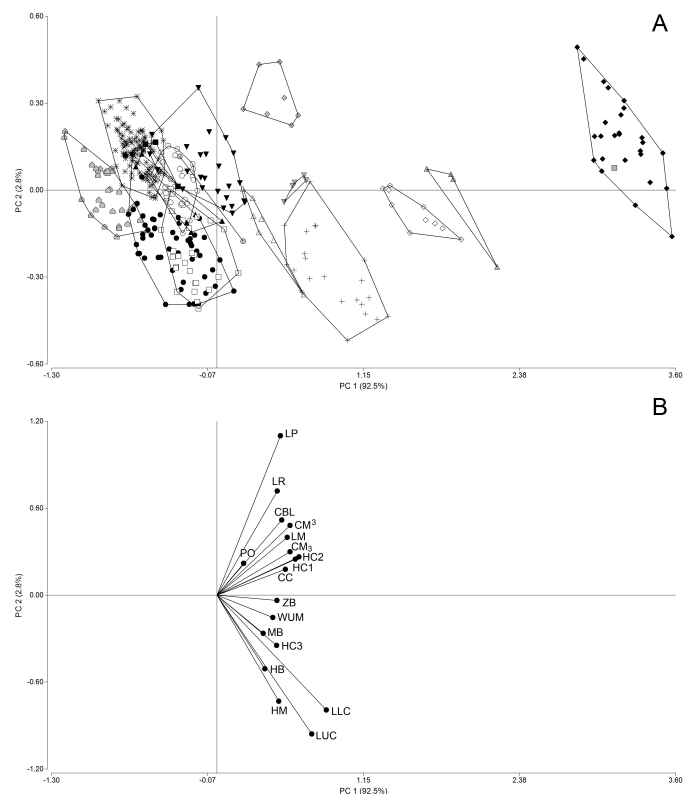 A
0.60
0.30
0.00
-0.30
-0.60
PC 2 (2.8%)
-1.30 -0.07 1.15 2.38 3.60
PC 1 (92.5%)
B
1.20
0.60
0.00
-0.60
-1.20
PC 2 (2.8%)
LP
LR
CBL
CM³
LM
PO
CM₃
HC2
HC1
CC
ZB
WUM
MB
HC3
HB
HM
LLC
LUC
-1.30 -0.07 1.15 2.38 3.60
PC 1 (92.5%)